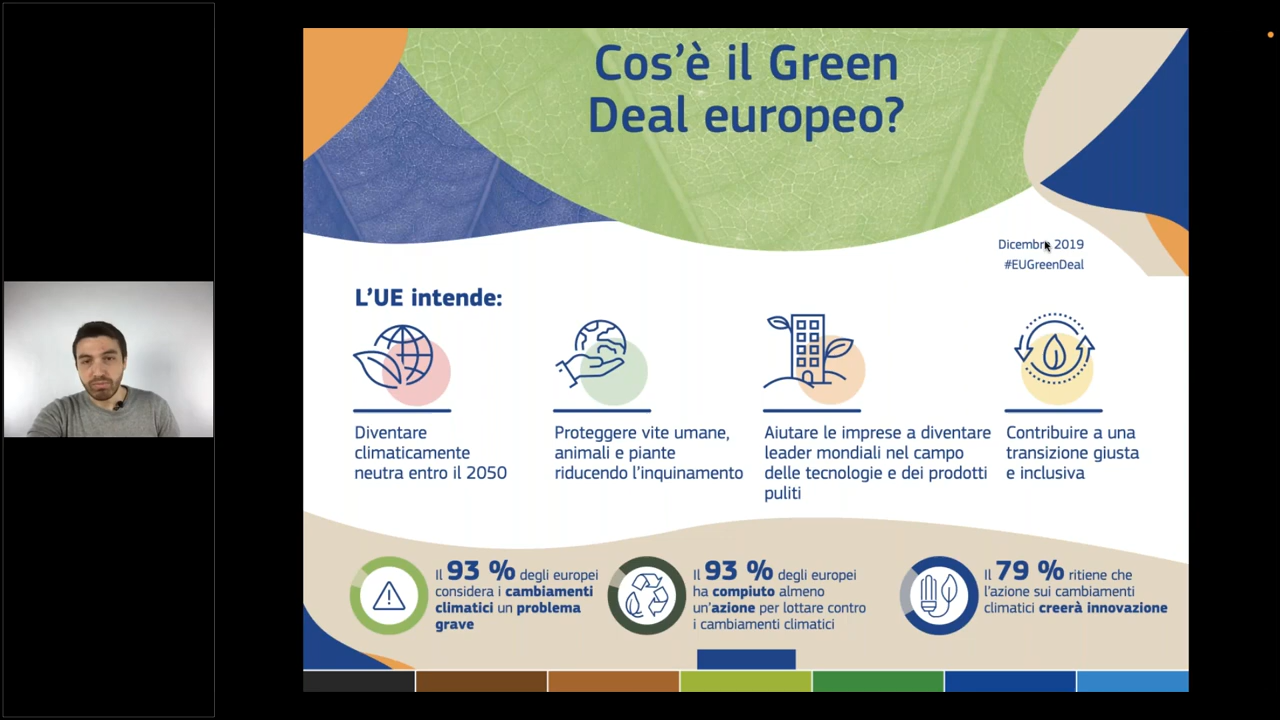 Cos'è il Green
Deal europeo?
Dicembre 2019
#EUGreenDeal
L'UE intende:
Diventare
climaticamente
neutra entro il 2050
Proteggere vite umane,
animali e piante
riducendo l'inquinamento
Aiutare le imprese a diventare
leader mondiali nel campo
delle tecnologie e dei prodotti
puliti
Contribuire a una
transizione giusta
e inclusiva
Il 93 % degli europei
considera i cambiamenti
climatici un problema
grave
Il 93 % degli europei
ha compiuto almeno
un'azione per lottare contro
i cambiamenti climatici
Il 79 % ritiene che
l'azione sui cambiamenti
climatici creerà innovazione